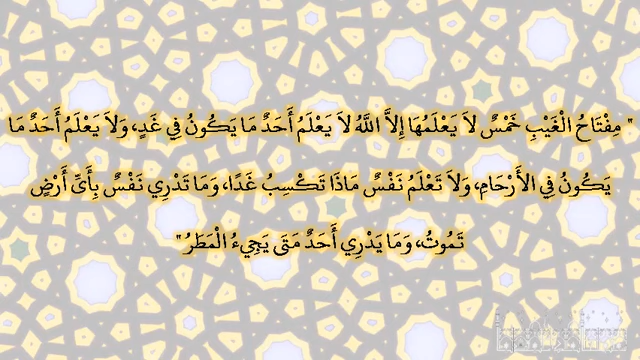 " مِفْتَاحُ الْغَيْبِ خَمْسٌ لاَ يَعْلَمُهَا إِلاَّ اللَّهُ لاَ يَعْلَمُ أَحَدٌ مَا يَكُونُ فِي غَدٍ، وَلاَ يَعْلَمُ أَحَدٌ مَا
يَكُونُ فِي الأَرْحَامِ، وَلاَ تَعْلَمُ نَفْسٌ مَاذَا تَكْسِبُ غَدًا، وَمَا تَدْرِي نَفْسٌ بِأَىِّ أَرْضٍ
تَمُوتُ، وَمَا يَدْرِي أَحَدٌ مَتَى يَجِيءُ الْمَطَرُ"